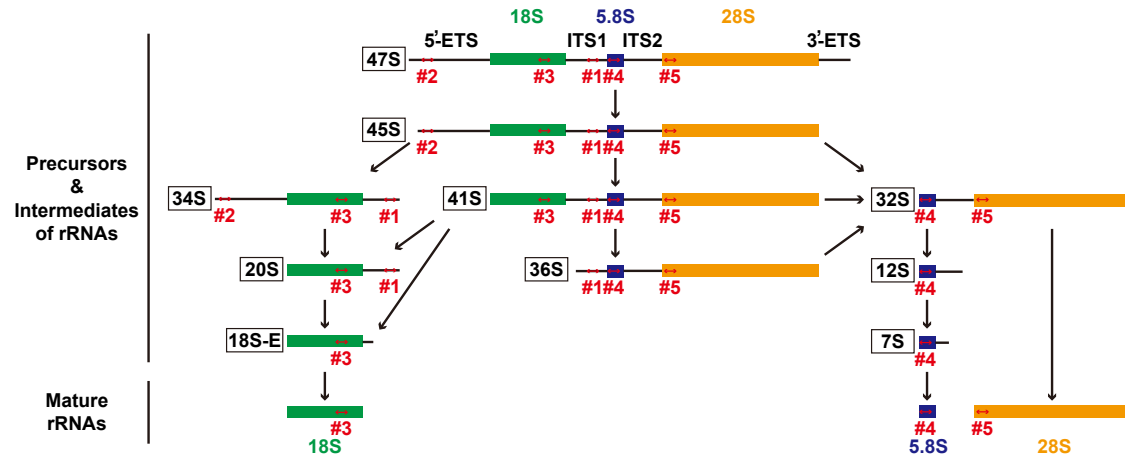 18S 5.8S 28S
5'-ETS ITS1 ITS2 3'-ETS
47S
#2 #3 #1 #4 #5
45S
#2 #3 #1 #4 #5
Precursors
&
Intermediates
of rRNAs
34S 41S 32S
#2 #3 #1 #3 #1 #4 #5 #4 #5
20S 36S 12S
#3 #1 #1 #4 #5 #4
18S-E 7S
#3 #4
Mature
rRNAs
#3 #4 #5
18S 5.8S 28S